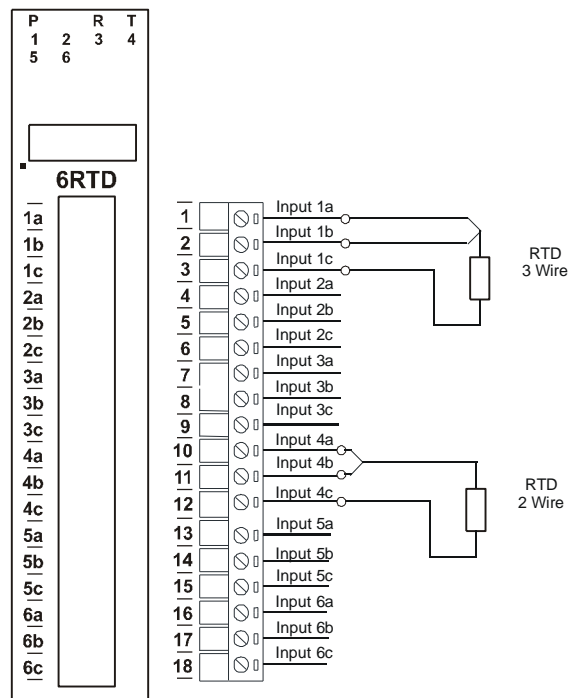 P R T
1 2 3 4
5 6
6RTD
1a
1b
1c
2a
2b
2c
3a
3b
3c
4a
4b
4c
5a
5b
5c
6a
6b
6c
1 Input 1a
2 Input 1b
3 Input 1c
4 Input 2a
5 Input 2b
6 Input 2c
7 Input 3a
8 Input 3b
9 Input 3c
10 Input 4a
11 Input 4b
12 Input 4c
13 Input 5a
14 Input 5b
15 Input 5c
16 Input 6a
17 Input 6b
18 Input 6c
RTD
3 Wire
RTD
2 Wire